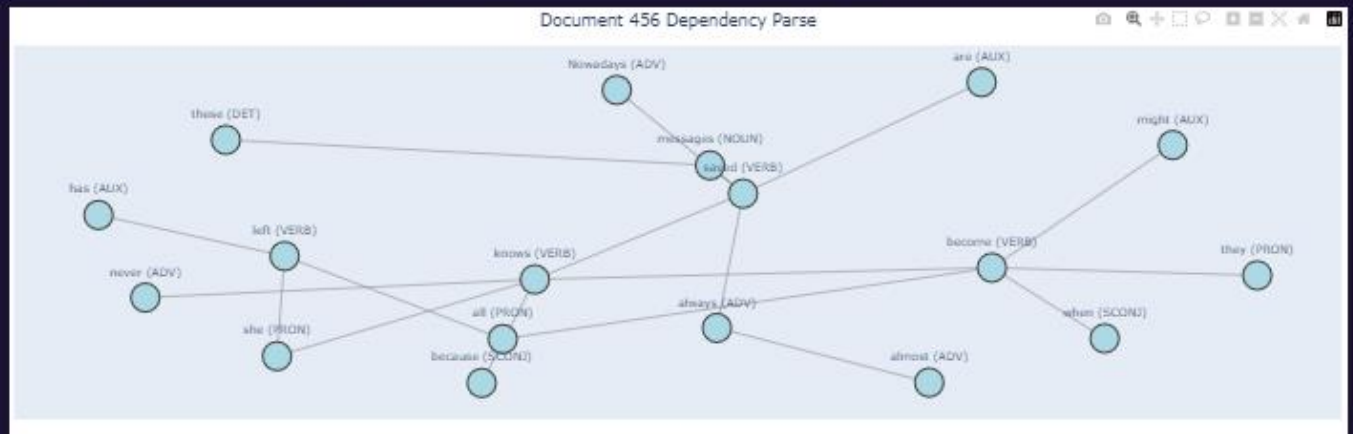 Document 456 Dependency Parse
Nowadays (ADV)
are (AUX)
these (DET)
might (AUX)
messages (NOUN)
saved (VERB)
has (AUX)
left (VERB)
become (VERB)
they (PRON)
knows (VERB)
never (ADV)
always (ADV)
all (PRON)
when (SCONJ)
she (PRON)
because (SCONJ)
almost (ADV)